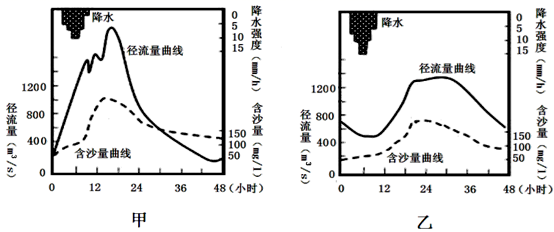 降水
0
5
10
15
降水强度(mm/h)
径流量曲线
1200
800
400
0
径流量(m³/s)
含沙量曲线
150
100
50
含沙量(mg/l)
0 12 24 36 48 (小时)
甲
降水
0
5
10
15
降水强度(mm/h)
径流量曲线
1200
800
400
0
径流量(m³/s)
含沙量曲线
150
100
50
含沙量(mg/l)
0 12 24 36 48 (小时)
乙